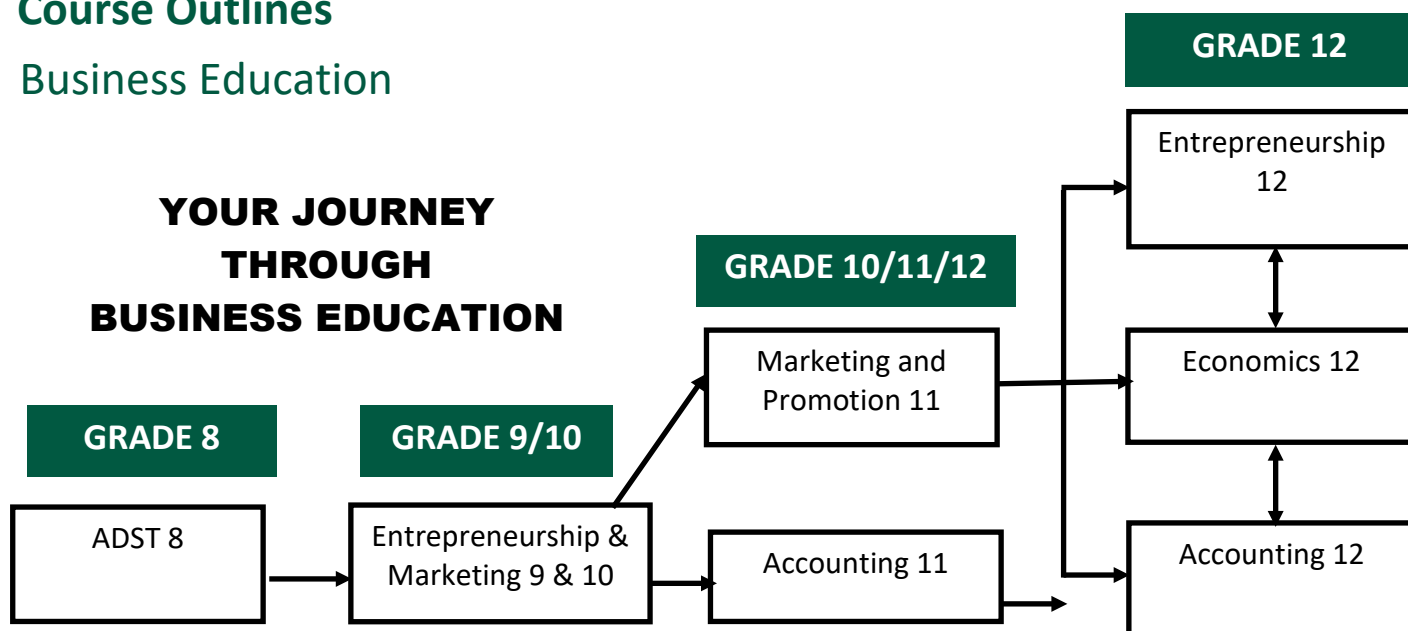 Course Outlines
Business Education
YOUR JOURNEY
THROUGH
BUSINESS EDUCATION
GRADE 8
ADST 8
GRADE 9/10
Entrepreneurship &
Marketing 9 & 10
GRADE 10/11/12
Marketing and
Promotion 11
Accounting 11
GRADE 12
Entrepreneurship
12
Economics 12
Accounting 12